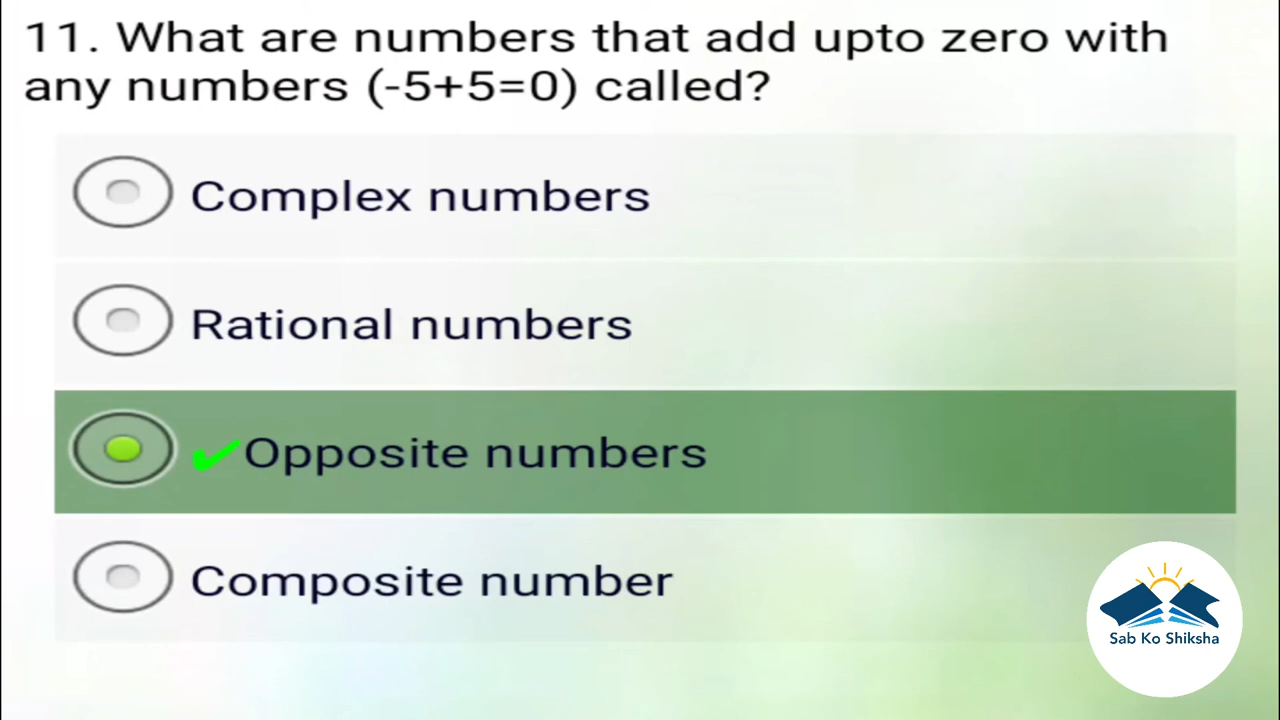 11. What are numbers that add upto zero with
any numbers (-5+5=0) called?
Complex numbers
Rational numbers
✔Opposite numbers
Composite number
Sab Ko Shiksha